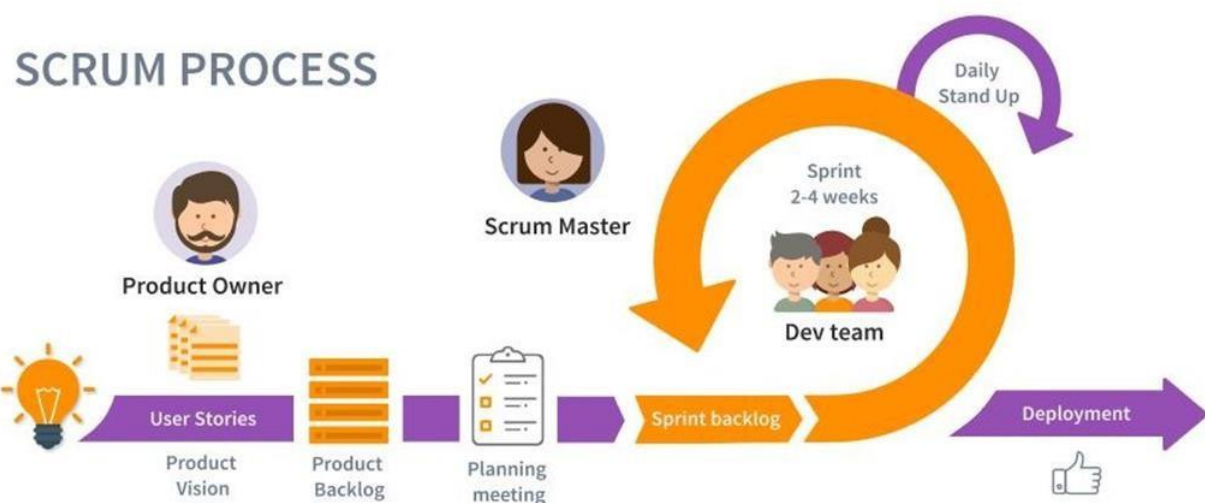 SCRUM PROCESS
Daily
Stand Up
Sprint
2-4 weeks
Scrum Master
Product Owner
Dev team
User Stories
Sprint backlog
Deployment
Product
Vision
Product
Backlog
Planning
meeting